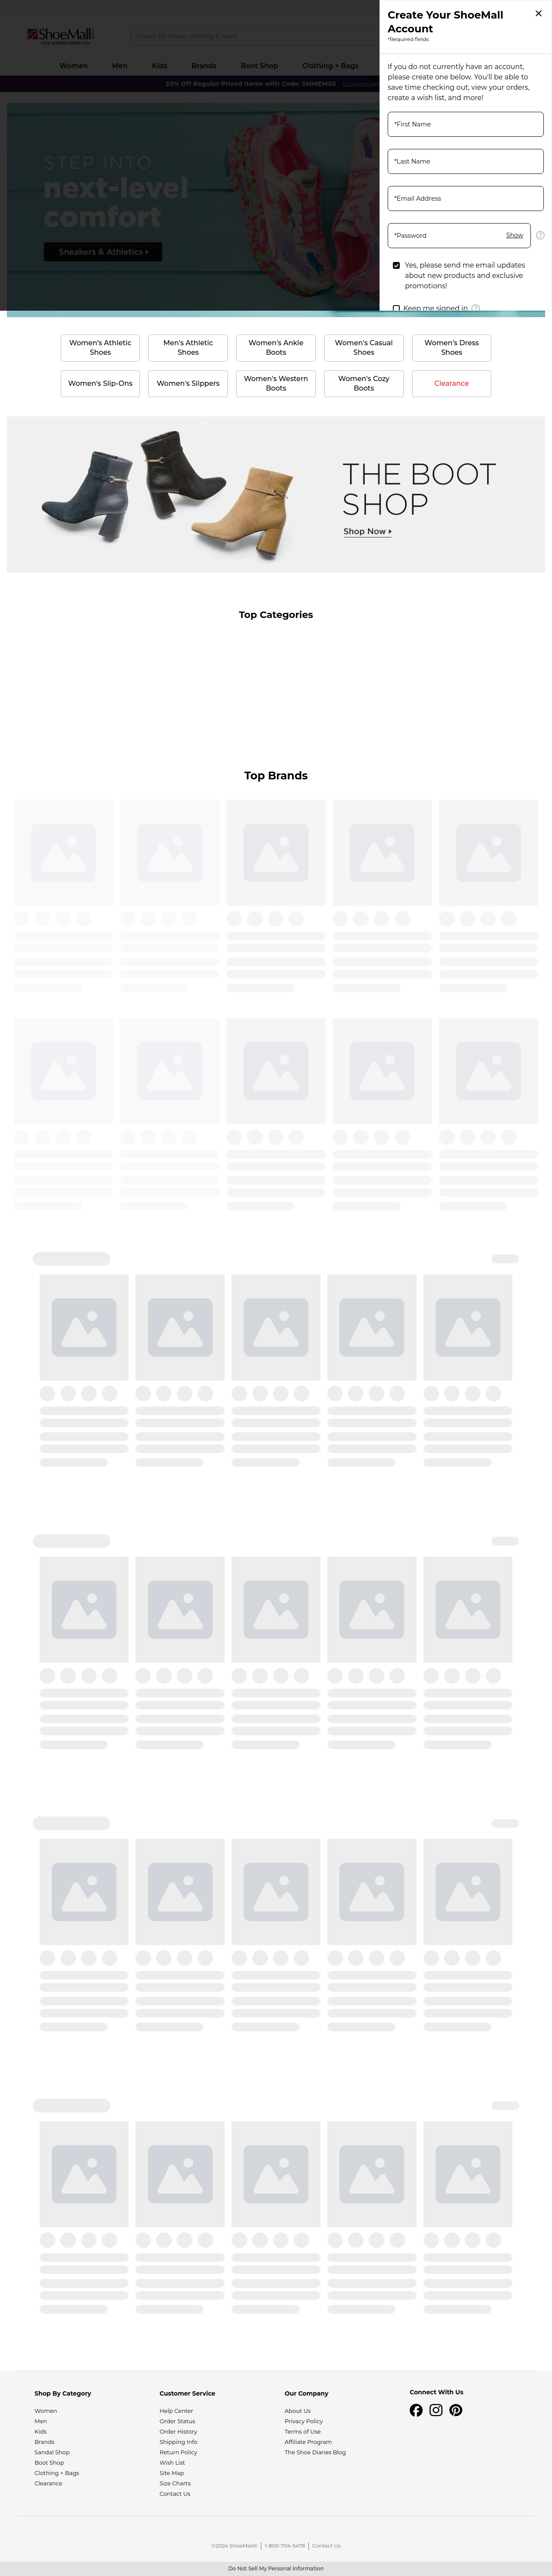 ShoeMall
Search for shoes, clothing & more
Women
Men
Kids
Brands
Boot Shop
Clothing + Bags
50% Off Regular-Priced Items with Code: SMMEM30
STEP INTO
next-level
comfort
Sneakers & Athletics
Create Your ShoeMall
Account
*Required fields
If you do not currently have an account,
please create one below. You'll be able to
save time checking out, view your orders,
create a wish list, and more!
*First Name
*Last Name
*Email Address
*Password
Show
?
Yes, please send me email updates
about new products and exclusive
promotions!
Keep me signed in
?
Women's Athletic
Shoes
Men's Athletic
Shoes
Women's Ankle
Boots
Women's Casual
Shoes
Women's Dress
Shoes
Women's Slip-Ons
Women's Slippers
Women's Western
Boots
Women's Cozy
Boots
Clearance
THE BOOT
SHOP
Shop Now
Top Categories
Top Brands
Shop By Category
Women
Men
Kids
Brands
Sandal Shop
Boot Shop
Clothing + Bags
Clearance
Customer Service
Help Center
Order Status
Order History
Shipping Info
Return Policy
Wish List
Site Map
Size Charts
Contact Us
Our Company
About Us
Privacy Policy
Terms of Use
Affiliate Program
The Shoe Diaries Blog
Connect With Us
©2024 ShoeMall® | 1-800-704-5478 | Contact Us
Do Not Sell My Personal Information